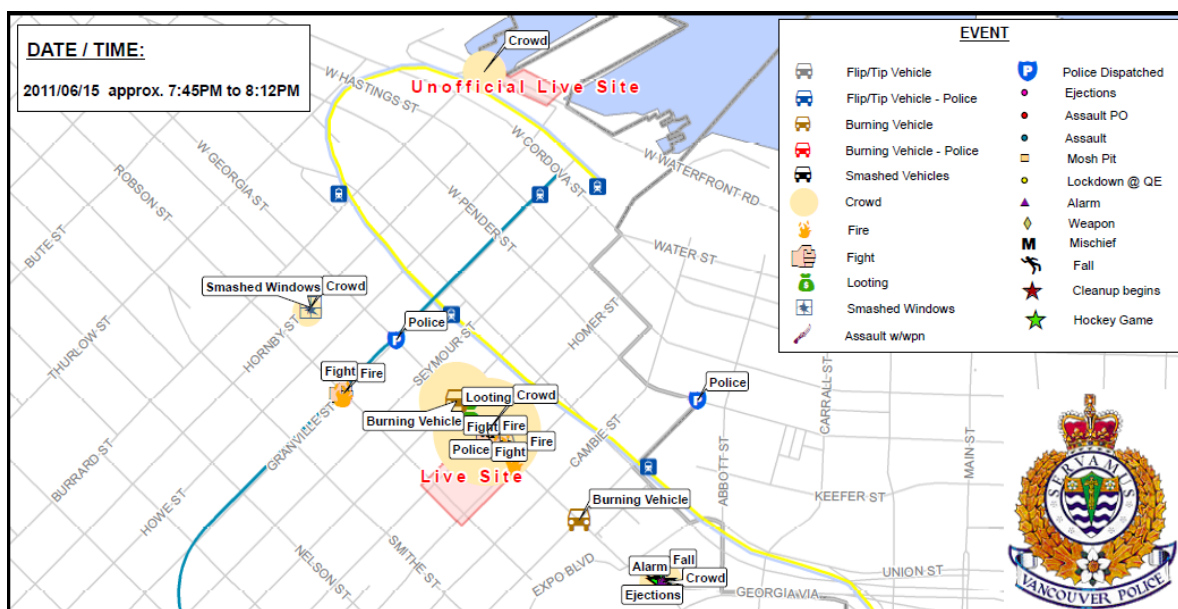 DATE / TIME:
2011/06/15 approx. 7:45PM to 8:12PM
EVENT
Flip/Tip Vehicle
Flip/Tip Vehicle - Police
Burning Vehicle
Burning Vehicle - Police
Smashed Vehicles
Crowd
Fire
Fight
Looting
Smashed Windows
Assault w/wpn
P Police Dispatched
Ejections
Assault PO
Assault
Mosh Pit
Lockdown @ QE
Alarm
Weapon
M Mischief
Fall
Cleanup begins
Hockey Game
Crowd
Unofficial Live Site
W HASTINGS ST
W GEORGIA ST
ROBSON ST
BUTE ST
W CORDOVA ST
W WATERFRONT RD
W PENDER ST
WATER ST
Smashed Windows
Crowd
THURLOW ST
HORNBY ST
P
Police
SEYMOUR ST
HOMER ST
Fight
Fire
Looting
Crowd
Burning Vehicle
Fight
Fire
Fire
Police
Fight
P
Police
GRANVILLE ST
CAMBIE ST
ABBOTT ST
CARRALL ST
MAIN ST
BURRARD ST
HOWE ST
Live Site
KEEFER ST
Burning Vehicle
NELSON ST
SMITHE ST
EXPO BLVD
Alarm
Fall
Crowd
Ejections
UNION ST
GEORGIA VIA
SERVAMUS
VANCOUVER POLICE